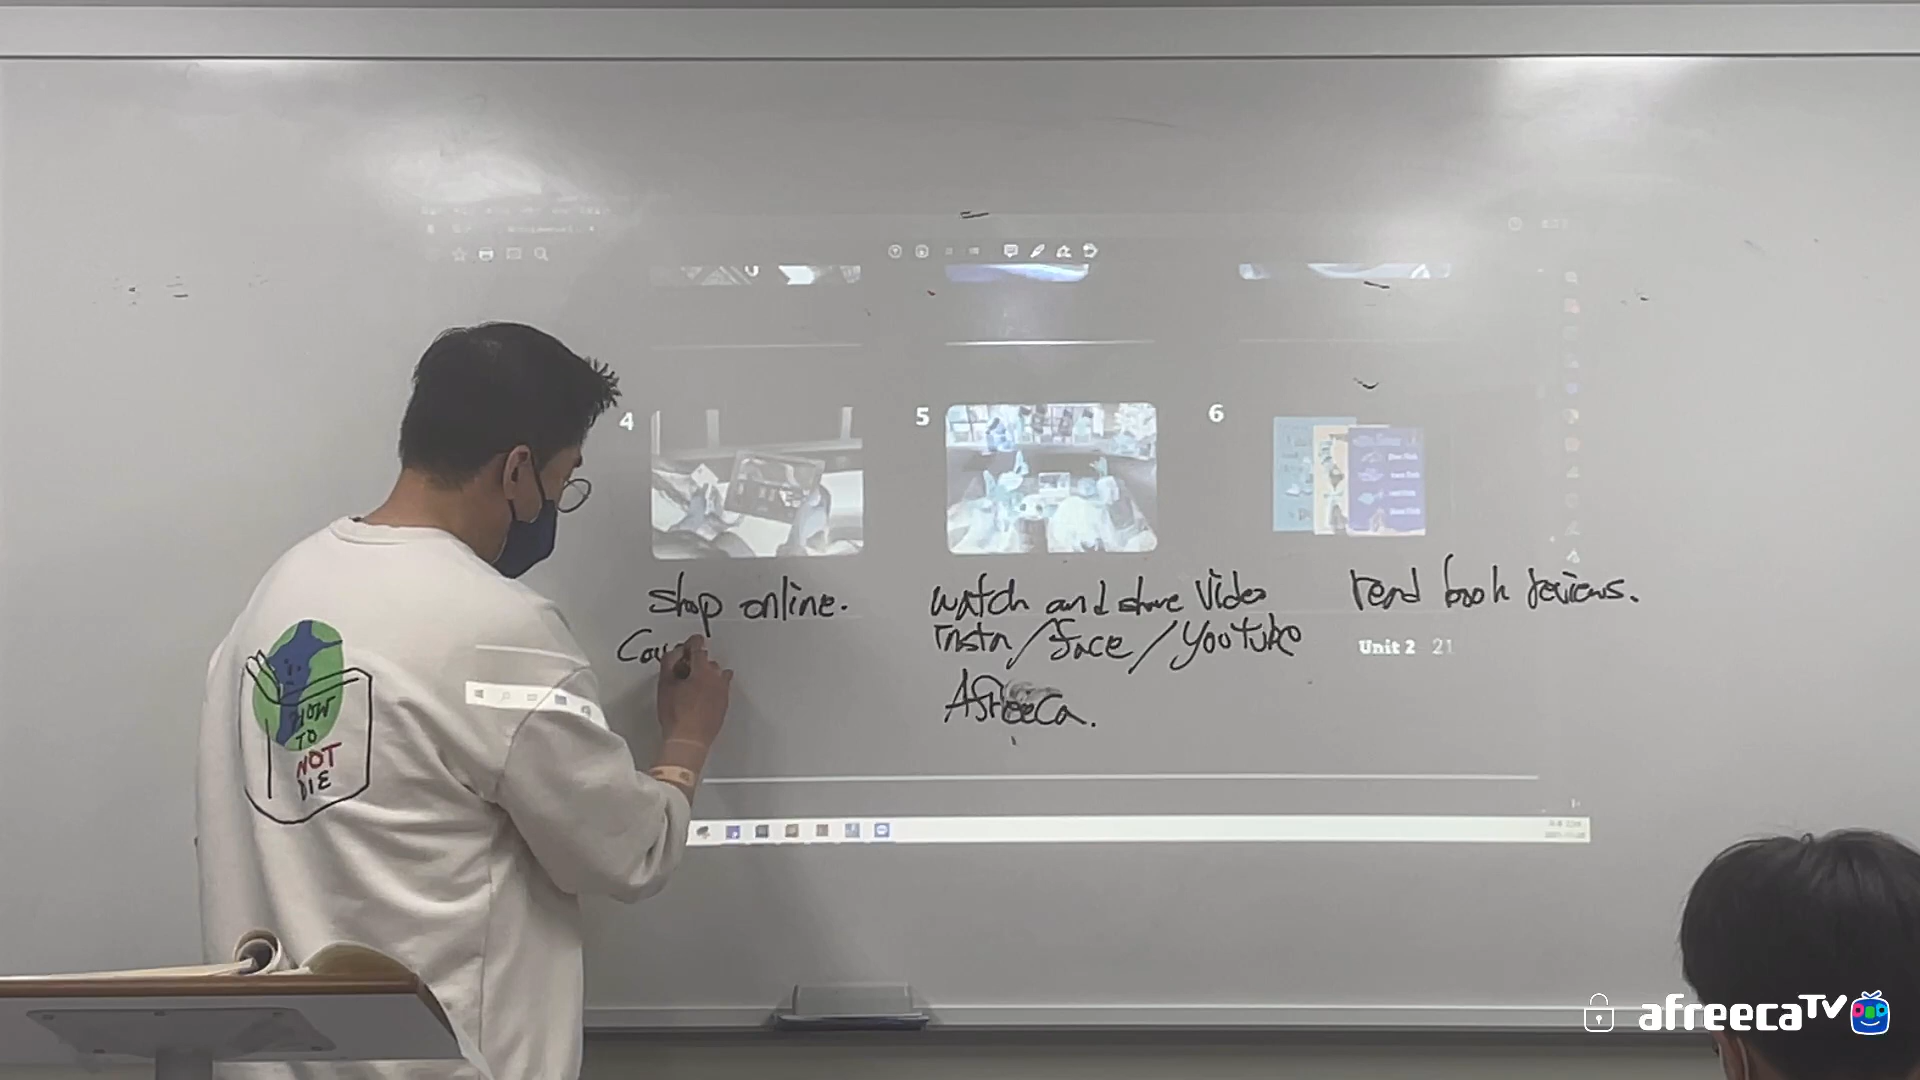 4
5
6
shop online.
Cou
watch and share Video
insta/face/Youtube
Afreeca.
read book reviews.
Unit 2 21
HOW
TO
NOT
DIE
afreecaTV